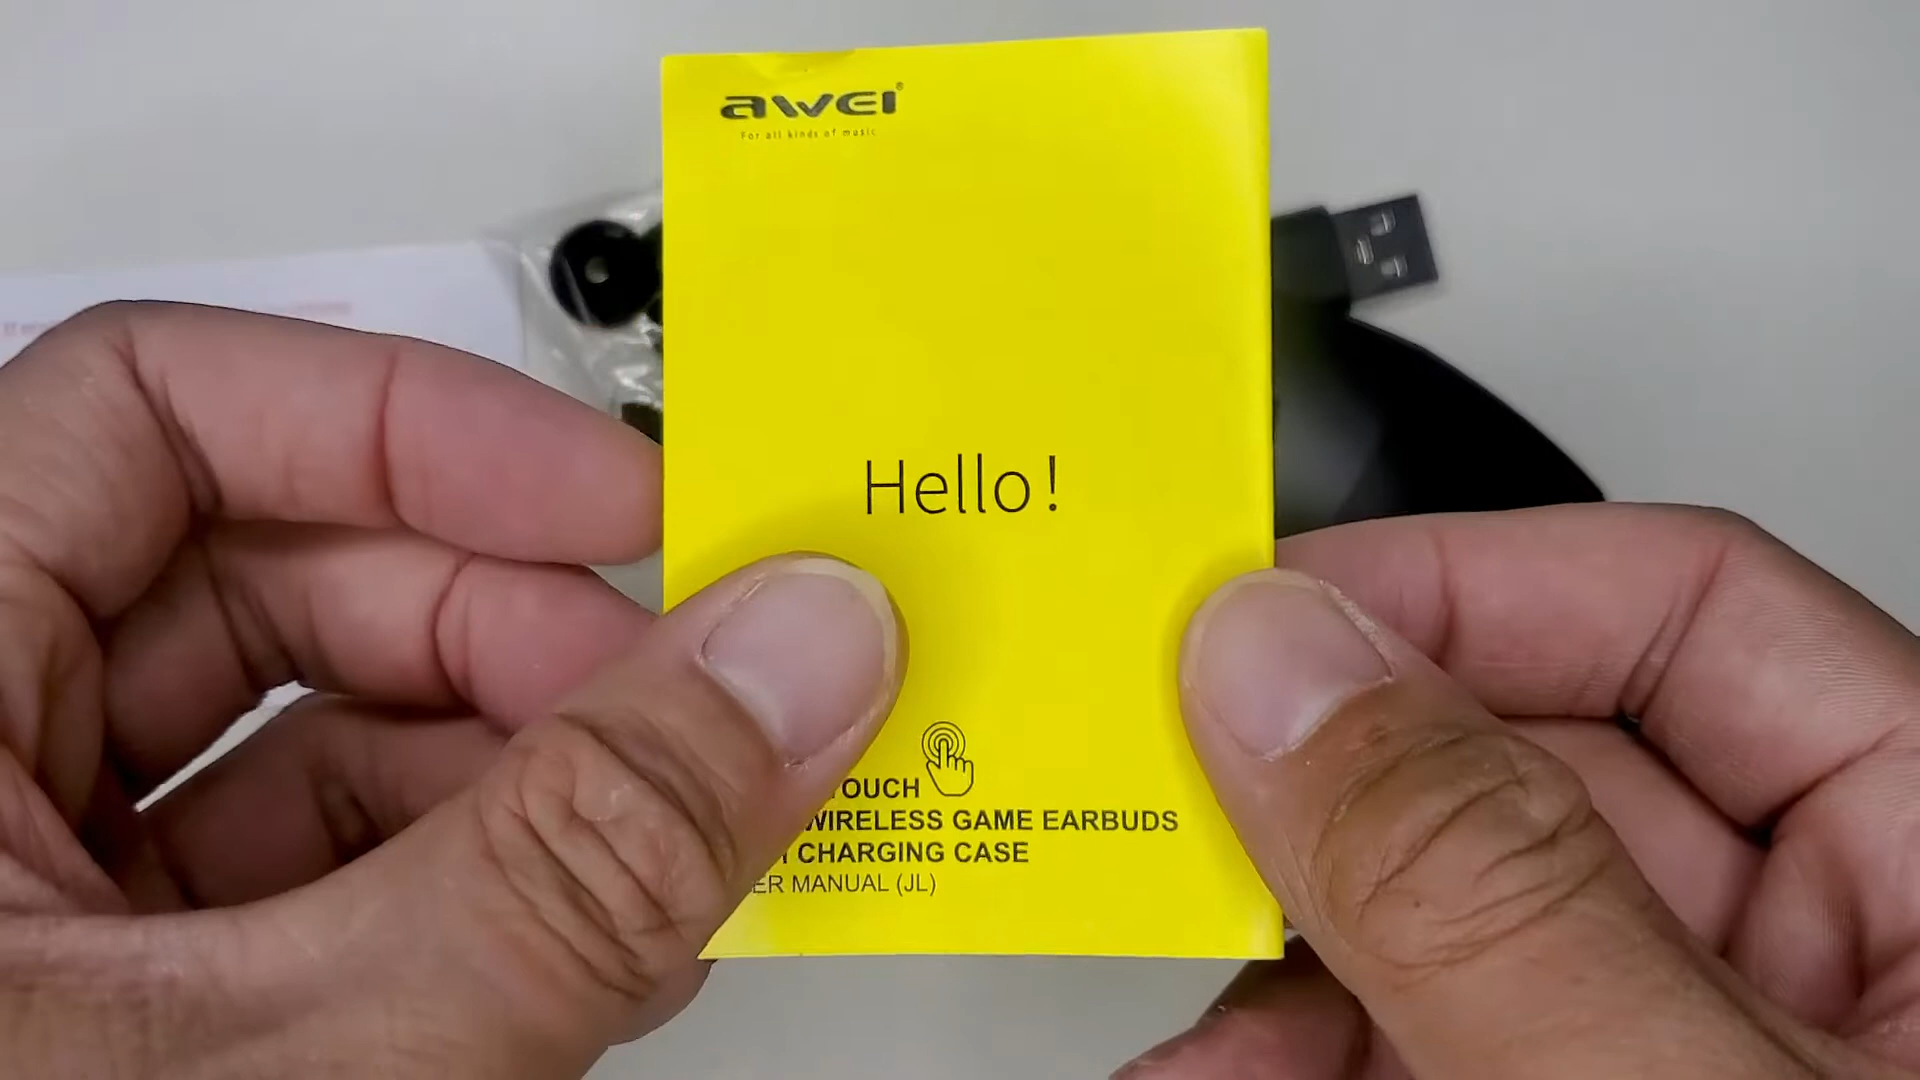 awei®
For all kinds of music
Hello!
TOUCH
WIRELESS GAME EARBUDS
CHARGING CASE
ER MANUAL (JL)